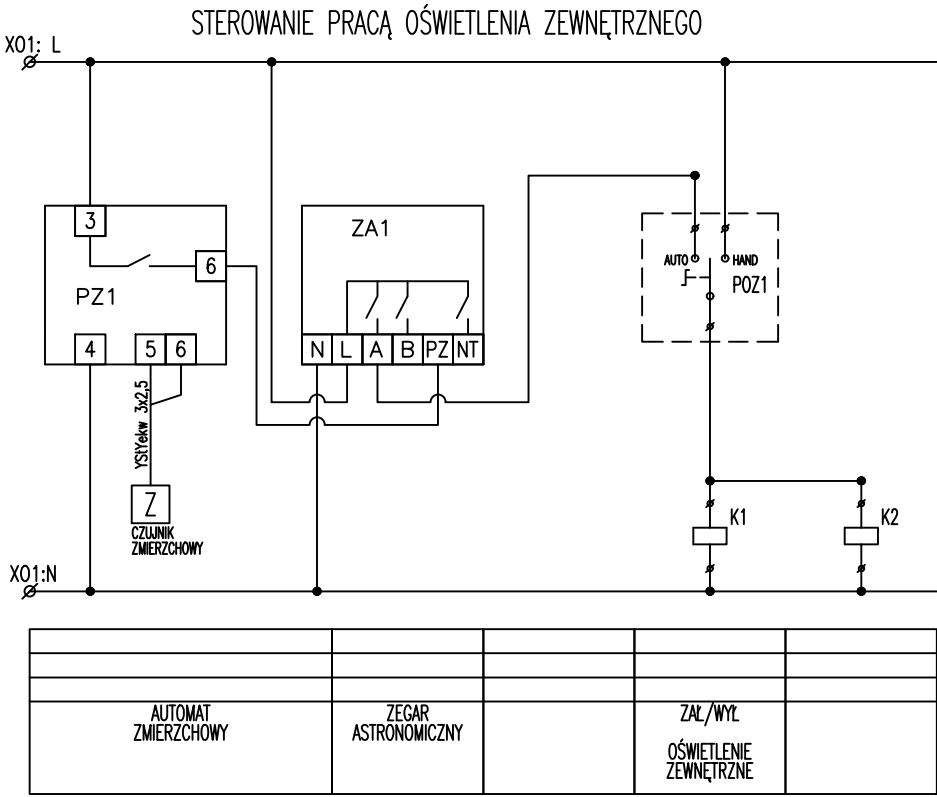 STEROWANIE PRACĄ OŚWIETLENIA ZEWNĘTRZNEGO
X01: L
3
ZA1
6
AUTO
HAND
PZ1
POZ1
4
5
6
N
L
A
B
PZ
NT
YStYekw 3x2,5
Z
CZUJNIK
ZMIERZCHOWY
K1
K2
X01:N
AUTOMAT
ZMIERZCHOWY
ZEGAR
ASTRONOMICZNY
ZAŁ/WYŁ
OŚWIETLENIE
ZEWNĘTRZNE